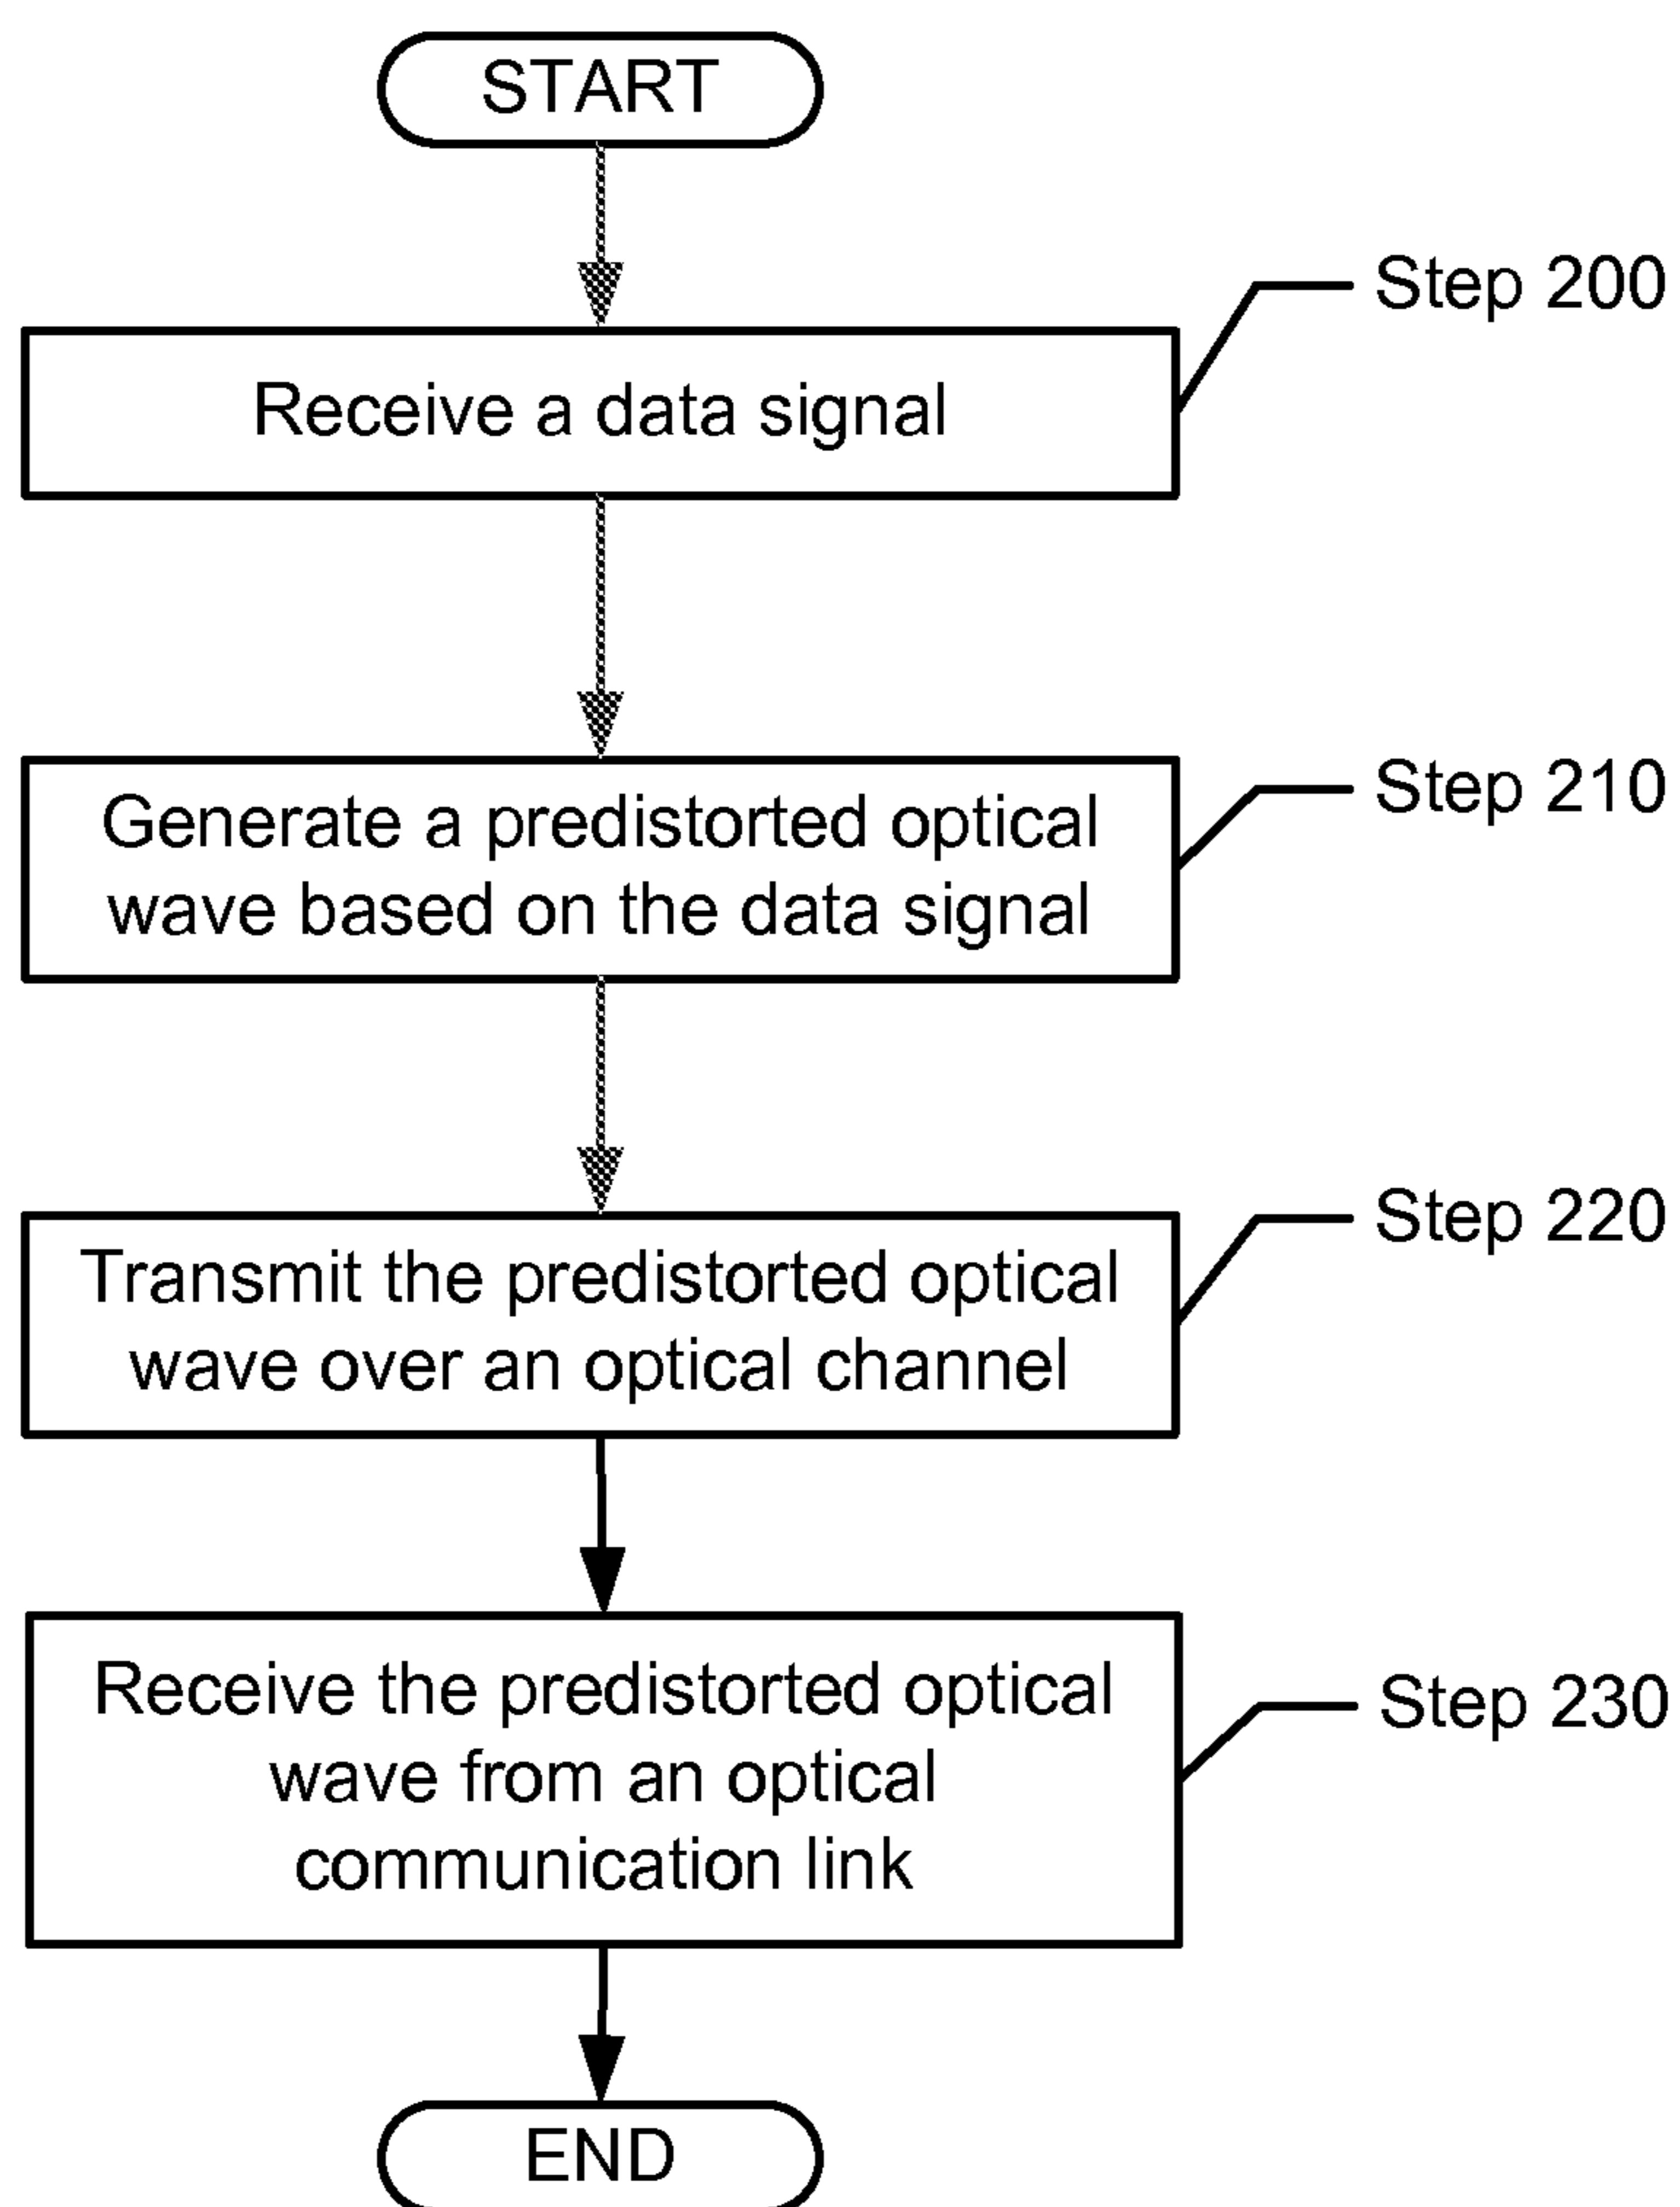 START
Step 200
Receive a data signal
Step 210
Generate a predistorted optical
wave based on the data signal
Step 220
Transmit the predistorted optical
wave over an optical channel
Step 230
Receive the predistorted optical
wave from an optical
communication link
END